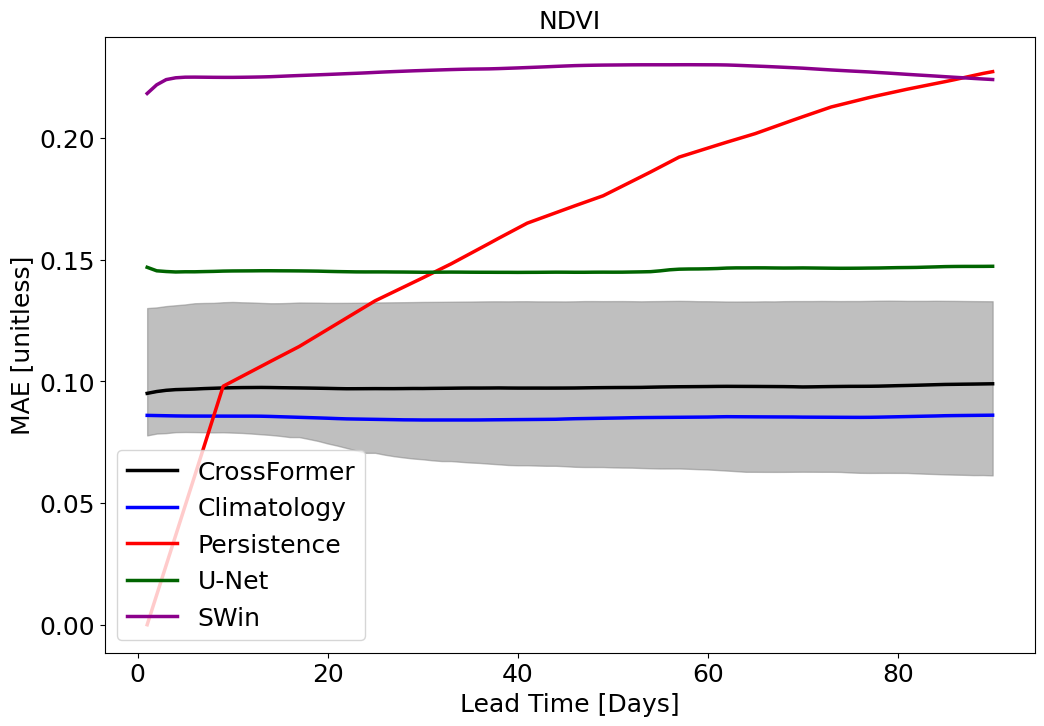 NDVI
MAE [unitless]
0.20
0.15
0.10
0.05
0.00
CrossFormer
Climatology
Persistence
U-Net
SWin
0 20 40 60 80
Lead Time [Days]